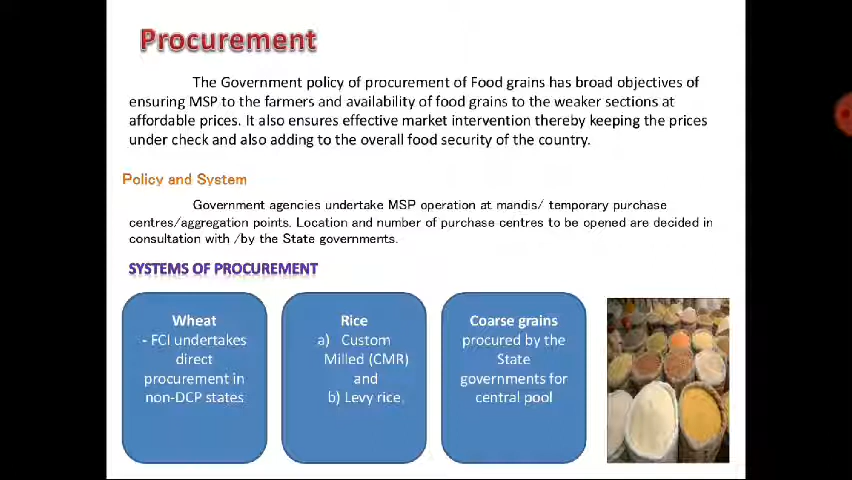 Procurement
The Government policy of procurement of Food grains has broad objectives of
ensuring MSP to the farmers and availability of food grains to the weaker sections at
affordable prices. It also ensures effective market intervention thereby keeping the prices
under check and also adding to the overall food security of the country.
Policy and System
Government agencies undertake MSP operation at mandis/ temporary purchase
centres/aggregation points. Location and number of purchase centres to be opened are decided in
consultation with /by the State governments.
SYSTEMS OF PROCUREMENT
Wheat
- FCI undertakes
direct
procurement in
non-DCP states
Rice
a) Custom
Milled (CMR)
and
b) Levy rice.
Coarse grains
procured by the
State
governments for
central pool